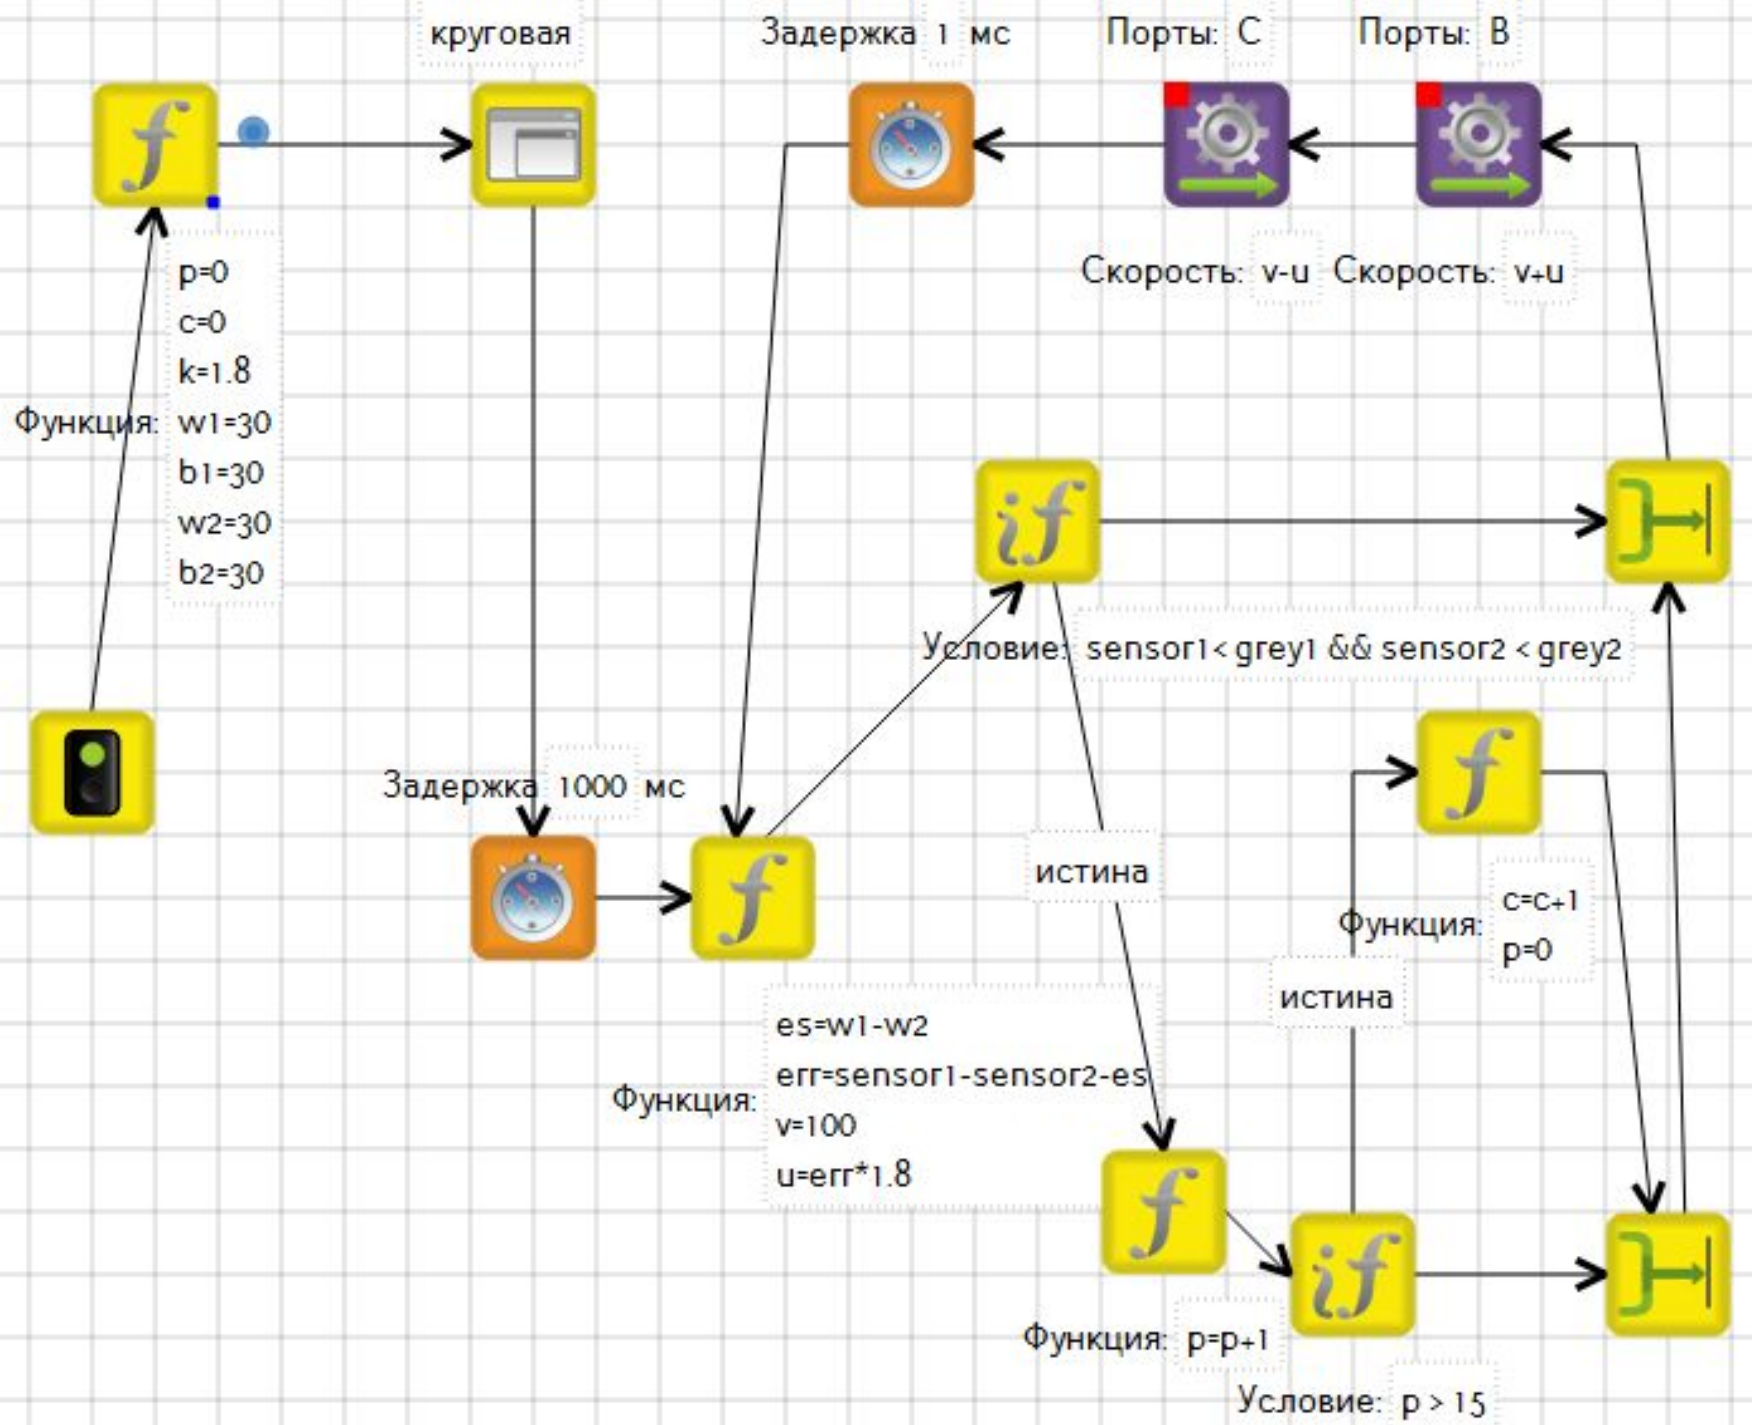 круговая
Задержка 1 мс
Порты: C
Порты: B
Скорость: v-u
Скорость: v+u
Функция:
p=0
c=0
k=1.8
w1=30
b1=30
w2=30
b2=30
Условие: sensor1< grey1 && sensor2 < grey2
Задержка 1000 мс
истина
Функция:
c=c+1
p=0
истина
Функция:
es=w1-w2
err=sensor1-sensor2-es
v=100
u=err*1.8
Функция: p=p+1
Условие: p > 15